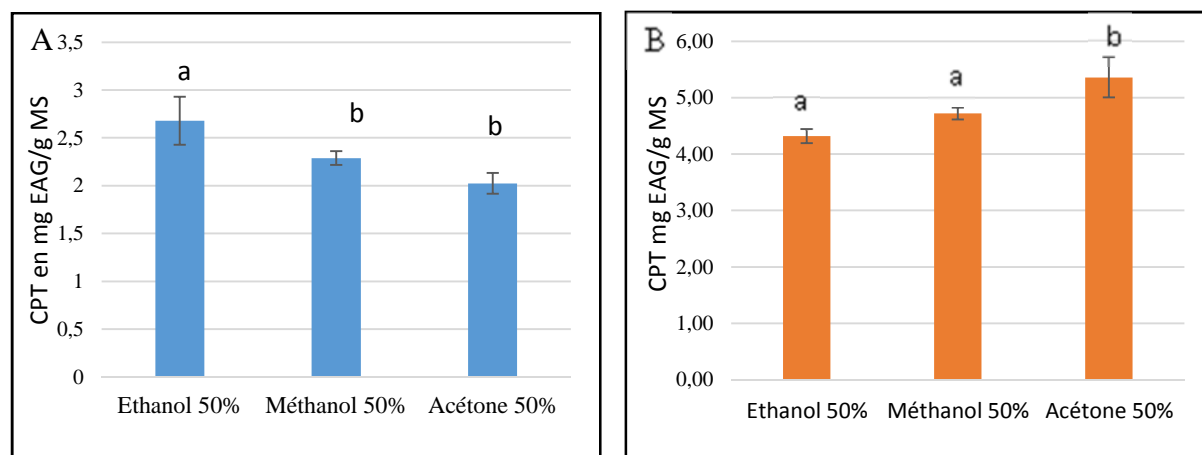 A
CPT en mg EAG/g MS
3,5
3
2,5
2
1,5
1
0,5
0
a
b
b
Ethanol 50% Méthanol 50% Acétone 50%
B
CPT mg EAG/g MS
6,00
5,00
4,00
3,00
2,00
1,00
0,00
a
a
b
Ethanol 50% Méthanol 50% Acétone 50%